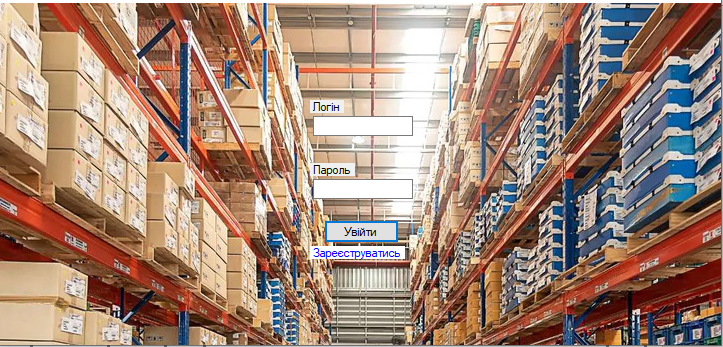 Логін
Пароль
Увійти
Зареєструватись